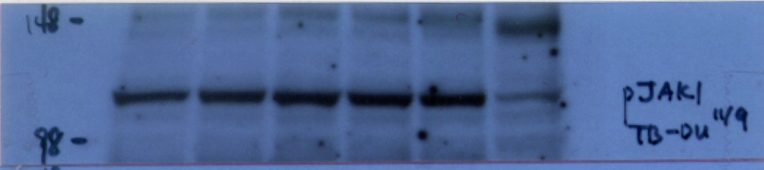 148 -
98 -
pJAK1
TB-DU 11/9